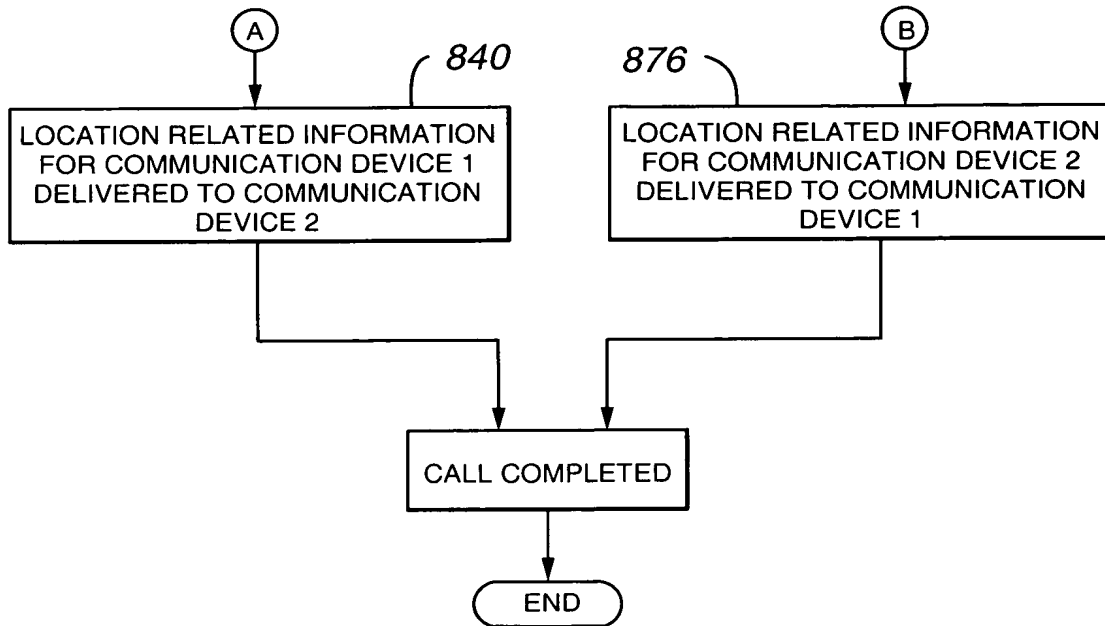 A
840
LOCATION RELATED INFORMATION
FOR COMMUNICATION DEVICE 1
DELIVERED TO COMMUNICATION
DEVICE 2
B
876
LOCATION RELATED INFORMATION
FOR COMMUNICATION DEVICE 2
DELIVERED TO COMMUNICATION
DEVICE 1
CALL COMPLETED
END